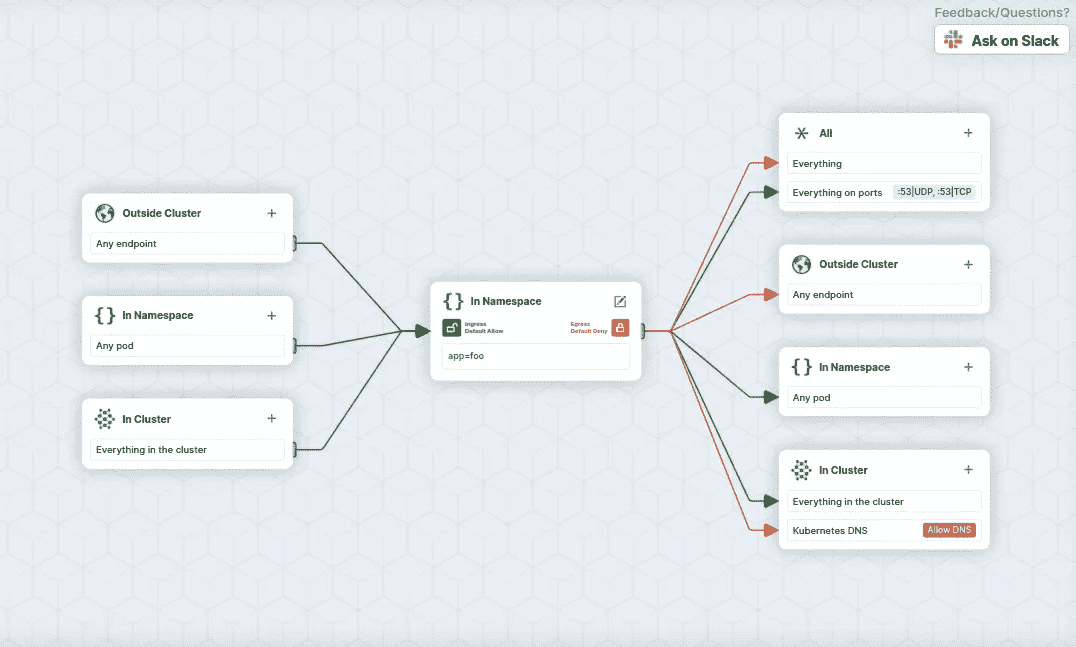 Feedback/Questions?
Ask on Slack
Outside Cluster
Any endpoint
In Namespace
Any pod
In Cluster
Everything in the cluster
In Namespace
Ingress
Default Allow
Egress
Default Deny
app=foo
All
Everything
Everything on ports :53|UDP, :53|TCP
Outside Cluster
Any endpoint
In Namespace
Any pod
In Cluster
Everything in the cluster
Kubernetes DNS Allow DNS